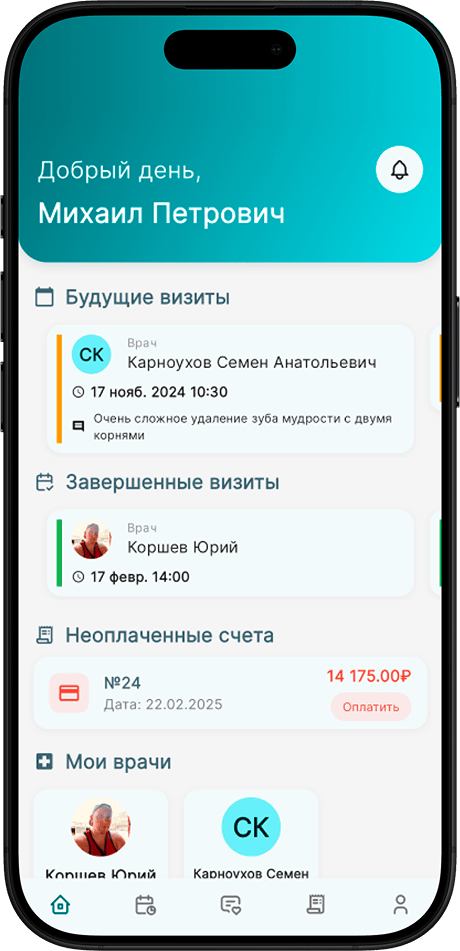 Добрый день,
Михаил Петрович
Будущие визиты
СК
Врач
Карноухов Семен Анатольевич
17 нояб. 2024 10:30
Очень сложное удаление зуба мудрости с двумя
корнями
Завершенные визиты
Врач
Коршев Юрий
17 февр. 14:00
Неоплаченные счета
№24
14 175.00₽
Дата: 22.02.2025
Оплатить
Мои врачи
СК
Коршев Юрий
Карноухов Семен